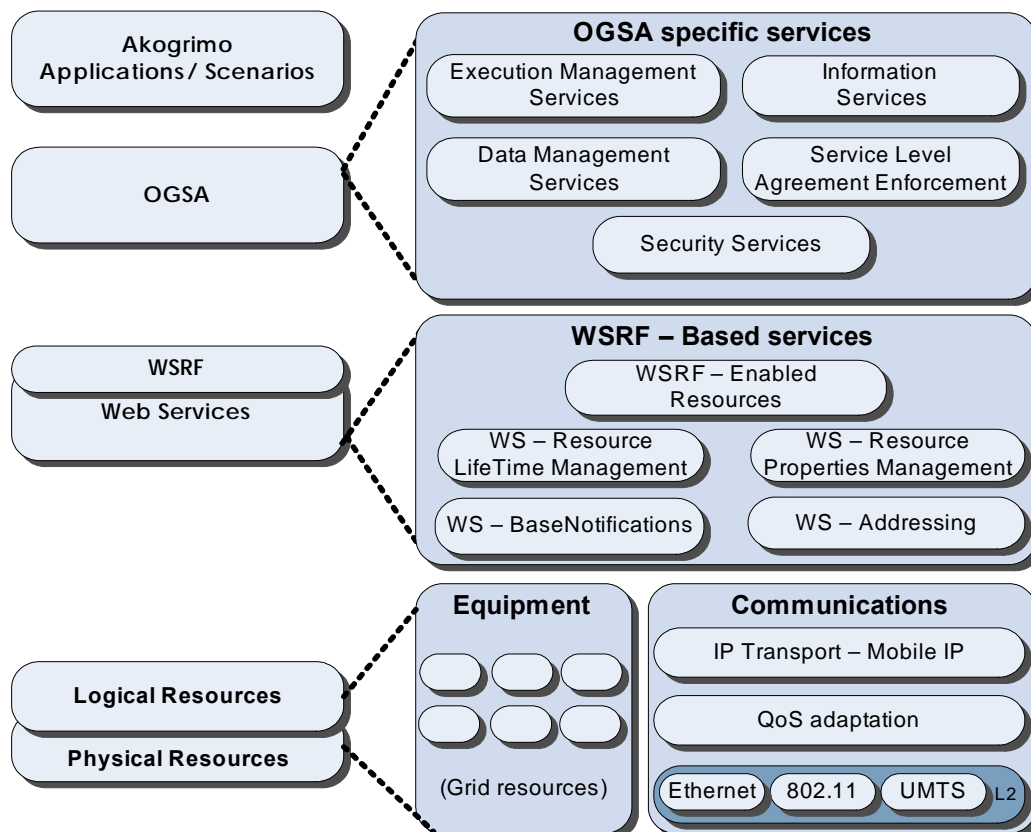 Akogrimo
Applications / Scenarios
OGSA
OGSA specific services
Execution Management
Services
Information
Services
Data Management
Services
Service Level
Agreement Enforcement
Security Services
WSRF
Web Services
WSRF – Based services
WSRF – Enabled
Resources
WS – Resource
LifeTime Management
WS – Resource
Properties Management
WS – BaseNotifications
WS – Addressing
Logical Resources
Physical Resources
Equipment
(Grid resources)
Communications
IP Transport – Mobile IP
QoS adaptation
Ethernet
802.11
UMTS
L2